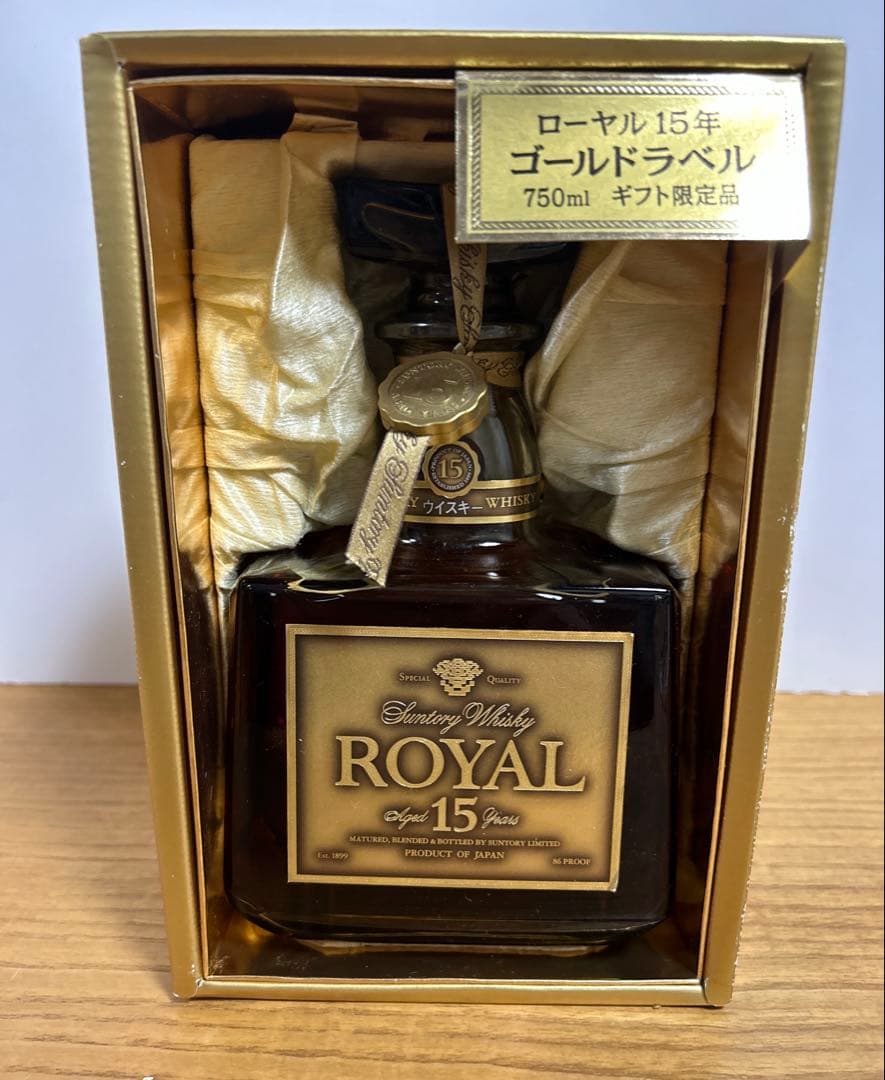 ローヤル 15年
ゴールドラベル
750ml ギフト限定品
15
ウイスキー WHISKY
SPECIAL QUALITY
Suntory Whisky
ROYAL
Aged 15 Years
MATURED, BLENDED & BOTTLED BY SUNTORY LIMITED
Est. 1899 PRODUCT OF JAPAN 86 PROOF